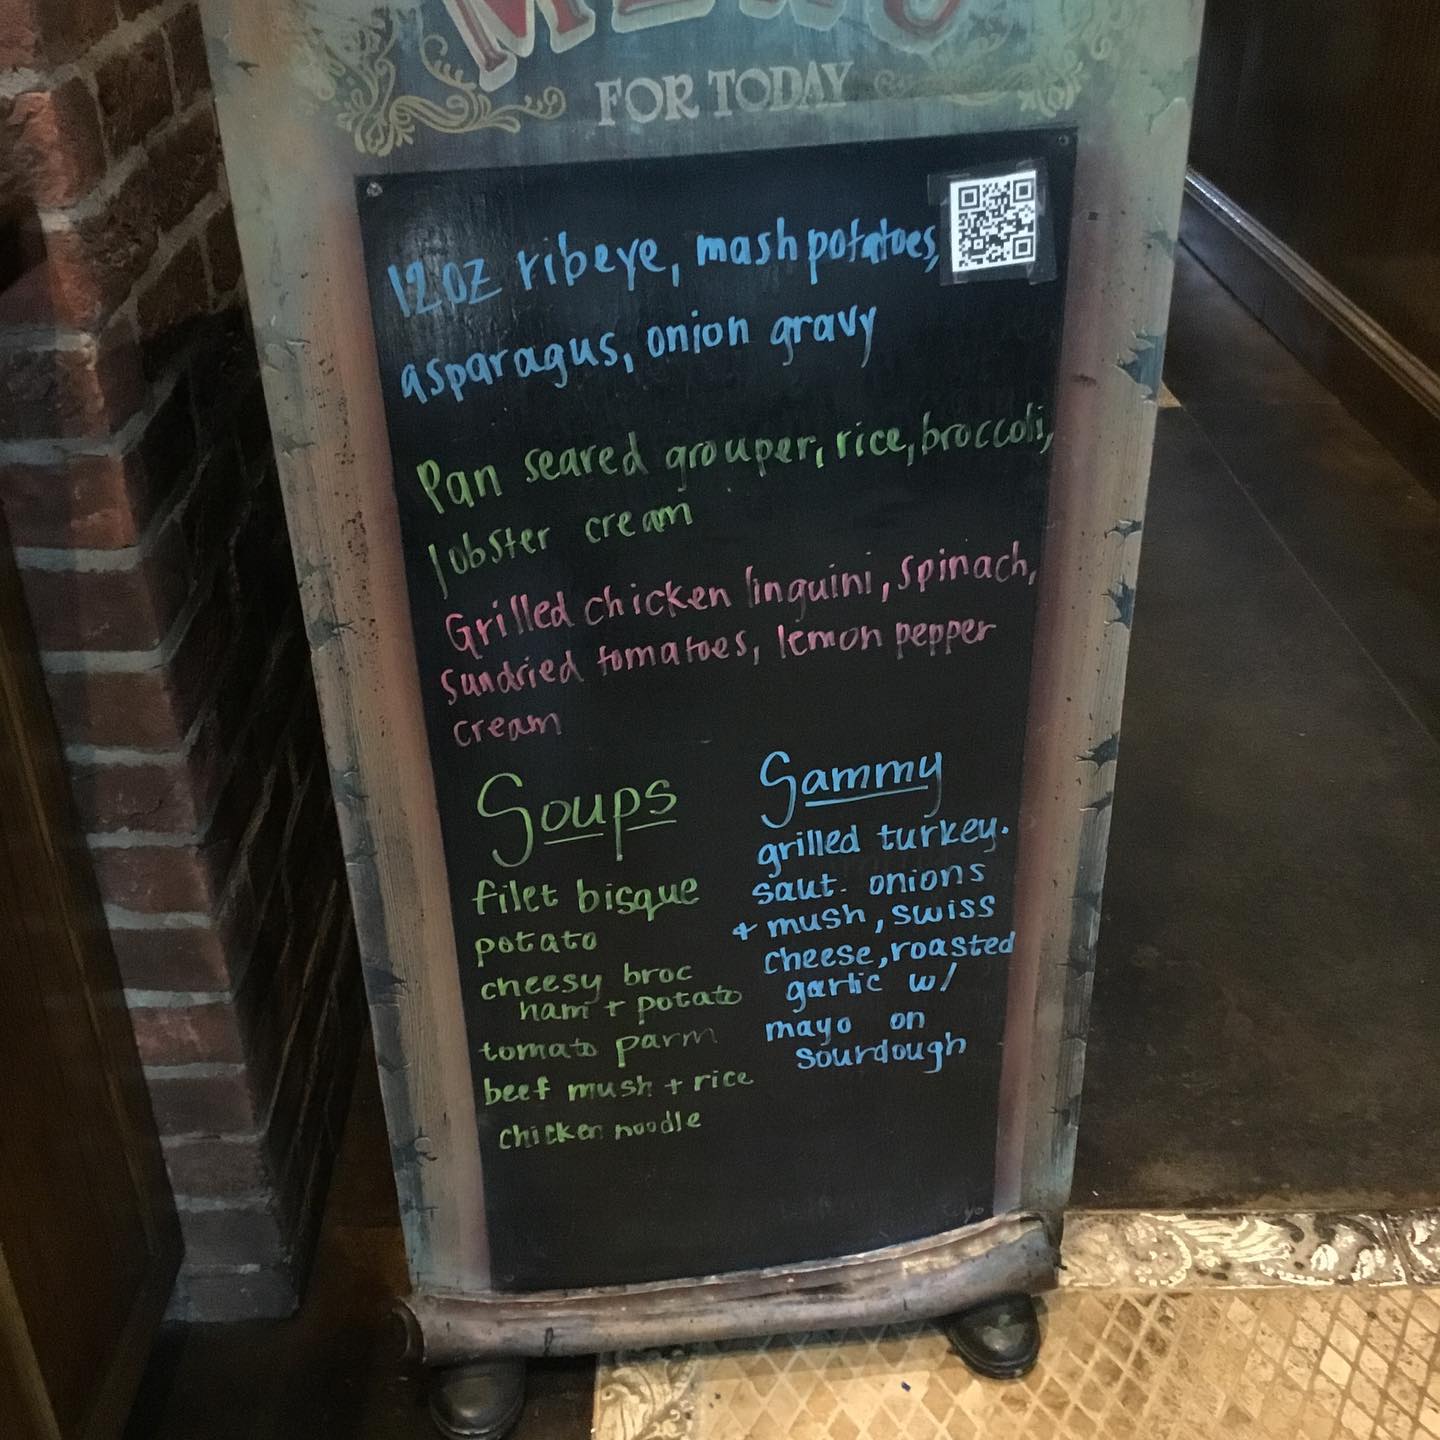 MENU
FOR TODAY
12oz ribeye, mash potatoes,
asparagus, onion gravy
Pan seared grouper, rice, broccoli,
lobster cream
Grilled chicken linguini, spinach,
Sundried tomatoes, lemon pepper
cream
Soups
filet bisque
potato
cheesy broc
ham + potato
tomato parm
beef mush + rice
chicken noodle
Sammy
grilled turkey.
saut. onions
+ mush, swiss
cheese, roasted
garlic w/
mayo on
sourdough